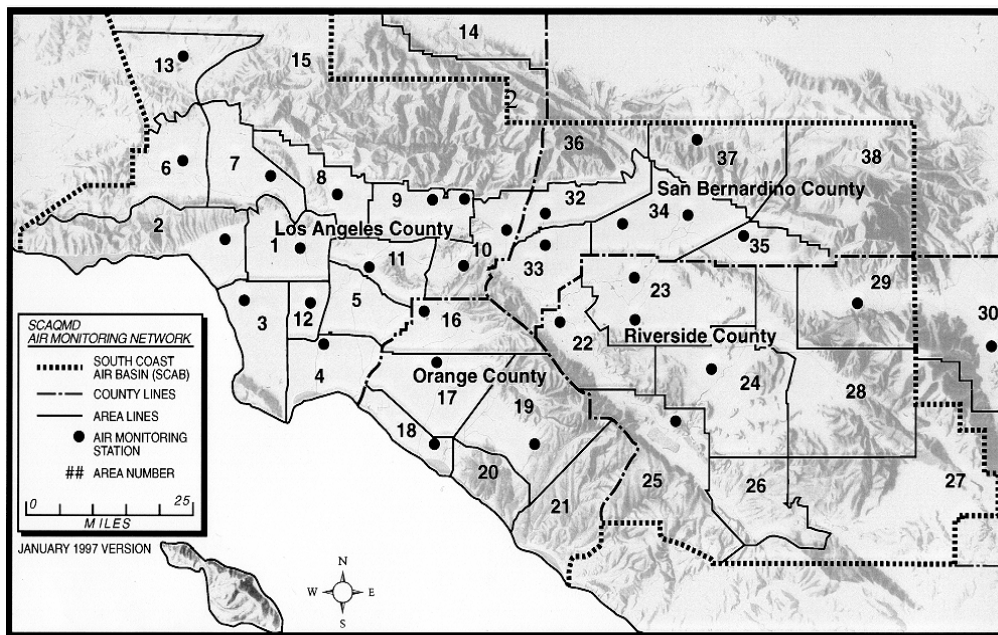 14
13
15
2
36
37
38
6
7
8
9
32
San Bernardino County
34
2
Los Angeles County
1
10
11
35
33
29
23
5
3
12
16
30
22
Riverside County
4
24
Orange County
28
17
19
18
20
25
26
27
21
SCAQMD
AIR MONITORING NETWORK
SOUTH COAST
AIR BASIN (SCAB)
COUNTY LINES
AREA LINES
AIR MONITORING
STATION
## AREA NUMBER
0 25
MILES
JANUARY 1997 VERSION
N
W E
S